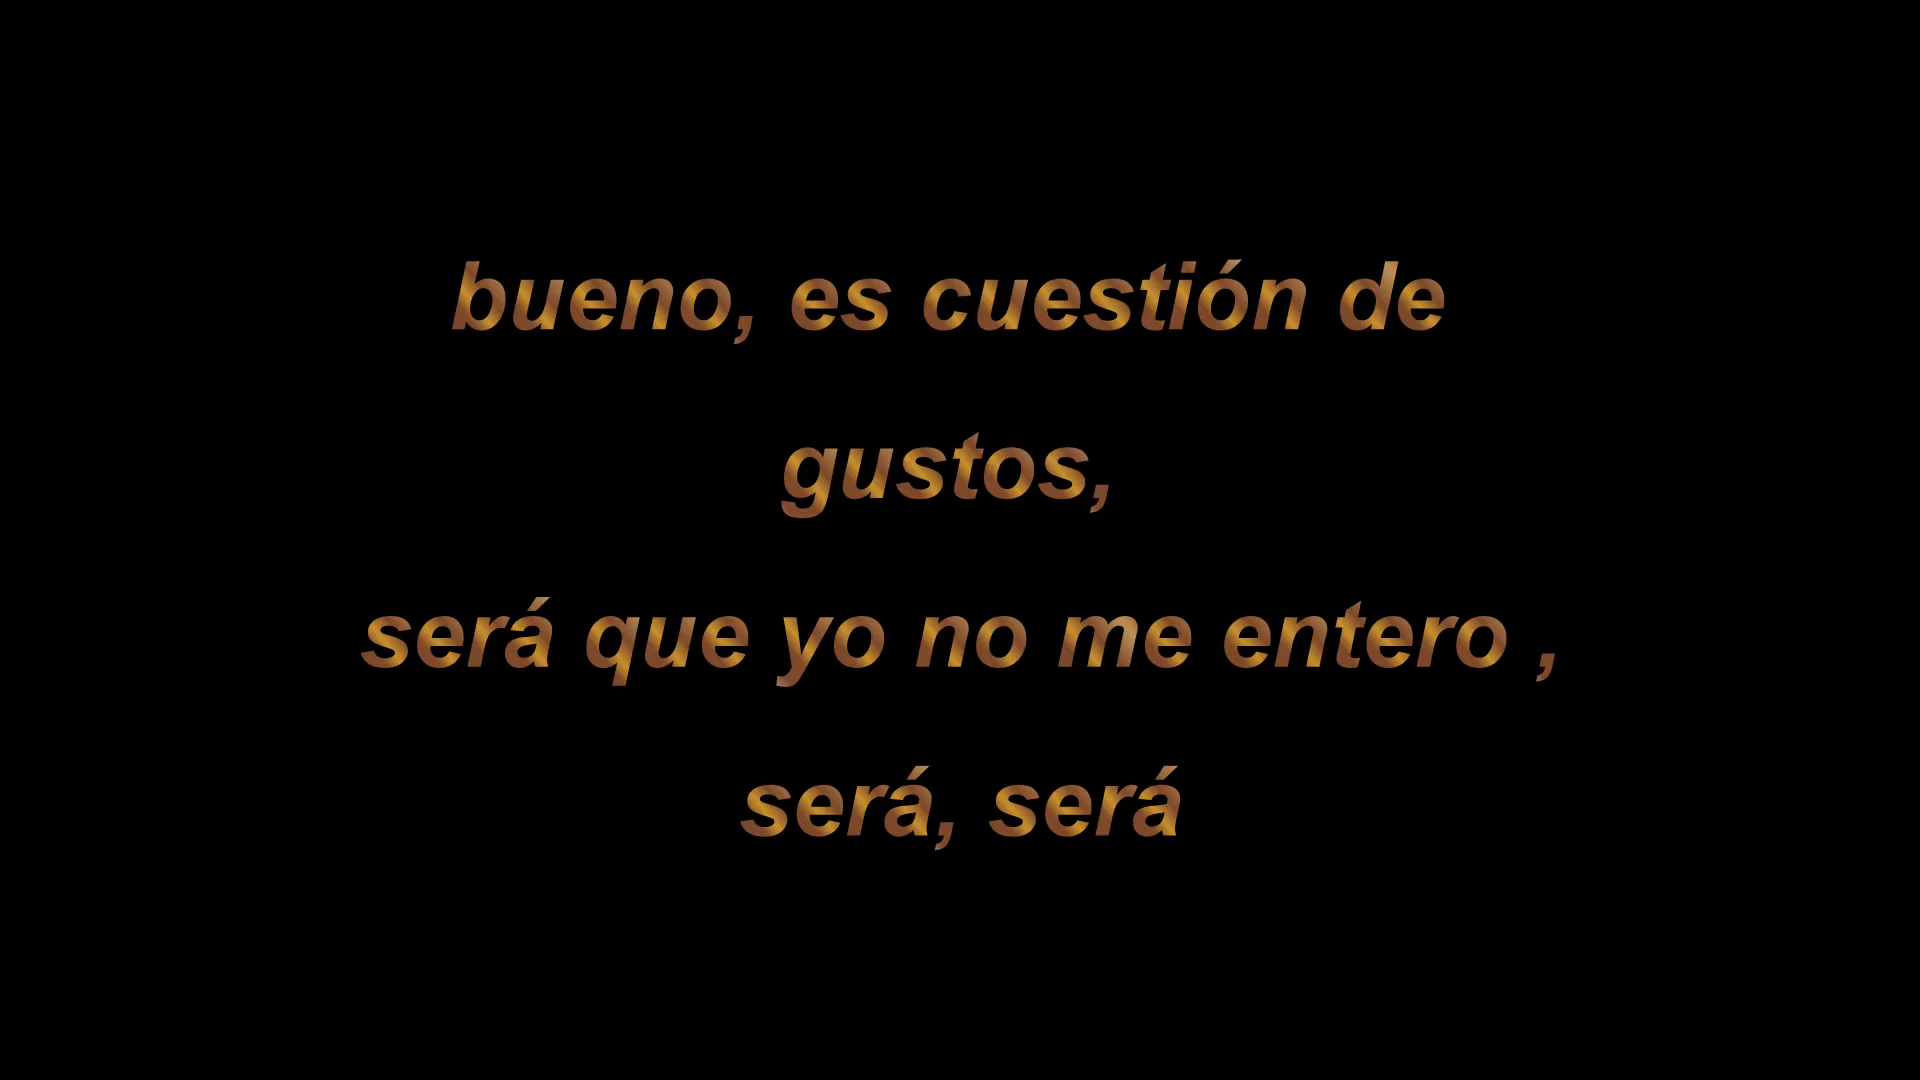 bueno, es cuestión de
gustos,
será que yo no me entero ,
será, será